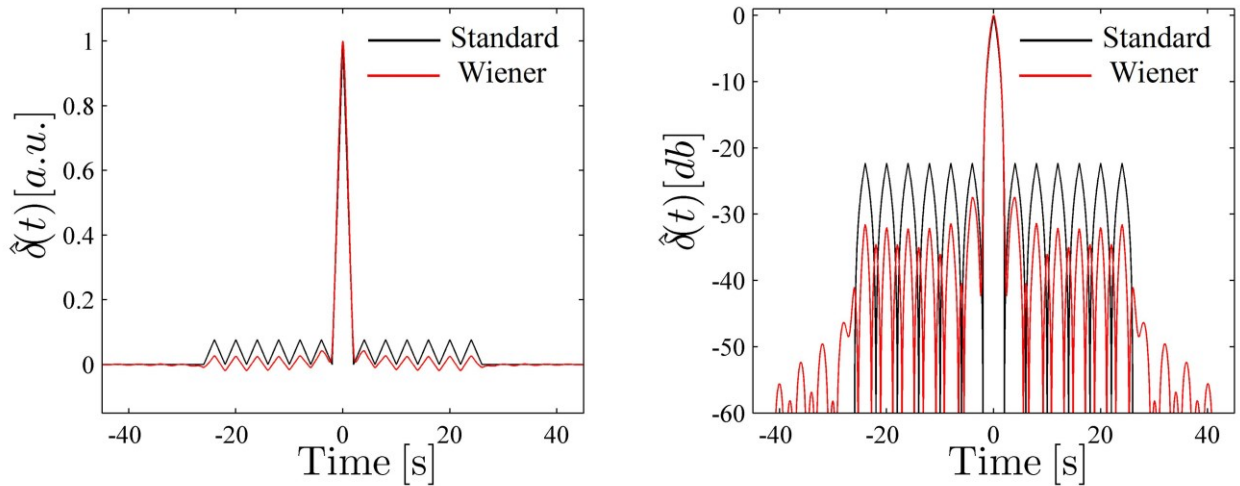 Standard
Wiener
1
0.8
0.6
0.4
0.2
0
δ̂(t) [a.u.]
-40 -20 0 20 40
Time [s]
Standard
Wiener
0
-10
-20
-30
-40
-50
-60
δ̂(t) [db]
-40 -20 0 20 40
Time [s]